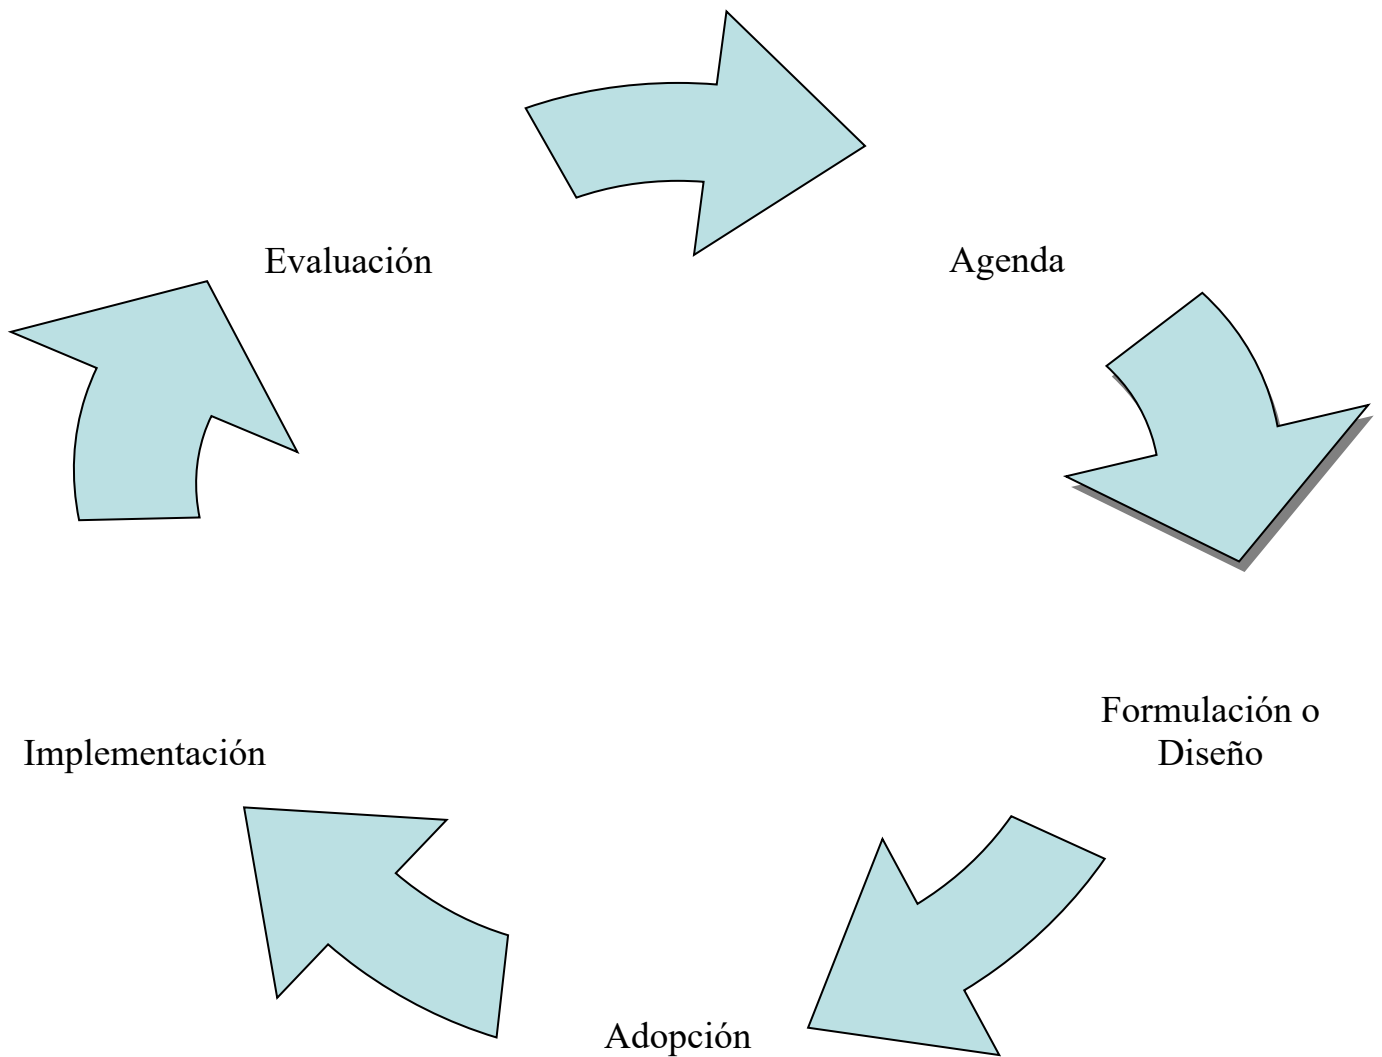 Evaluación
Agenda
Formulación o
Diseño
Implementación
Adopción